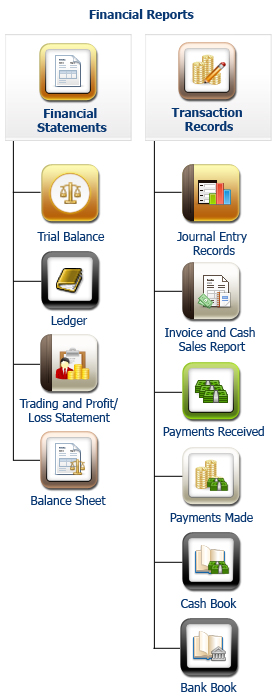 Financial Reports
Financial
Statements
Trial Balance
Ledger
Trading and Profit/
Loss Statement
Balance Sheet
Transaction
Records
Journal Entry
Records
Invoice and Cash
Sales Report
Payments Received
Payments Made
Cash Book
Bank Book